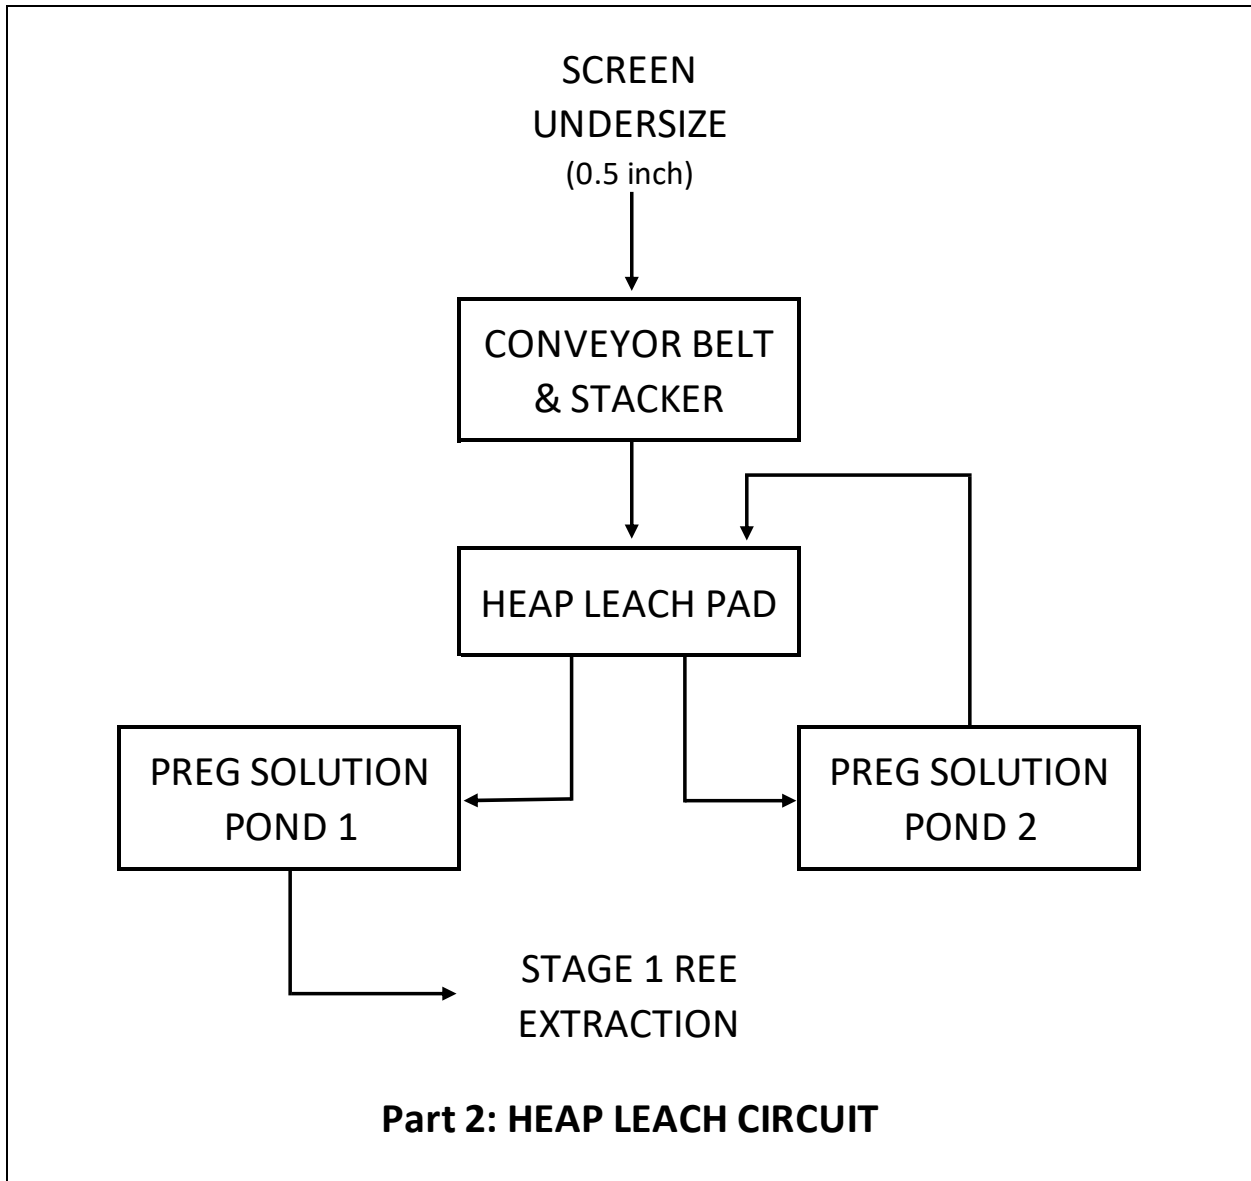 SCREEN
UNDERSIZE
(0.5 inch)
CONVEYOR BELT
& STACKER
HEAP LEACH PAD
PREG SOLUTION
POND 1
PREG SOLUTION
POND 2
STAGE 1 REE
EXTRACTION
Part 2: HEAP LEACH CIRCUIT